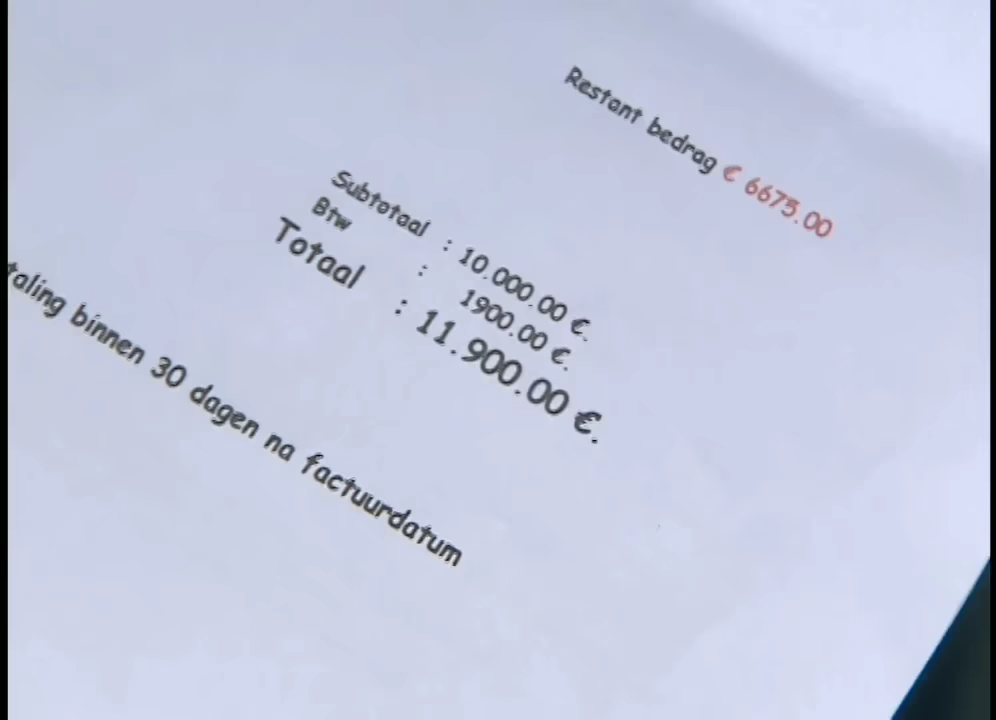 Restant bedrag € 6675.00
Subtotaal : 10.000.00 €.
Btw : 1900.00 €.
Totaal : 11.900.00 €.
taling binnen 30 dagen na factuurdatum